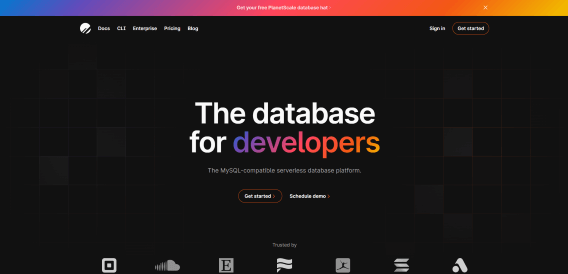 Get your free PlanetScale database hat ›
Docs CLI Enterprise Pricing Blog Sign in Get started
The database
for developers
The MySQL-compatible serverless database platform.
Get started › Schedule demo ›
Trusted by
E